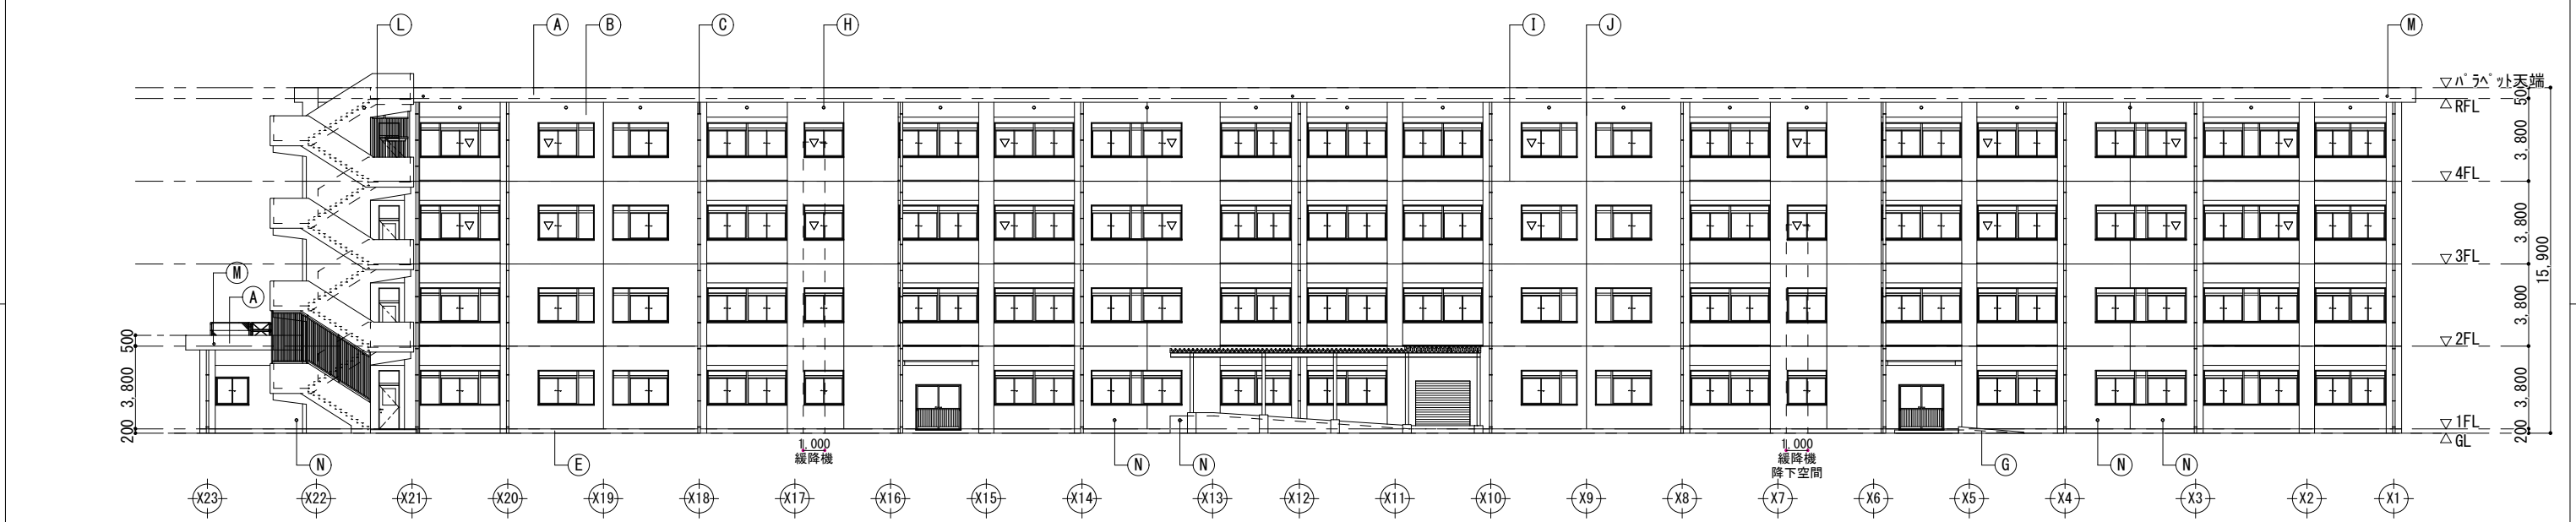 L A B C H I J M
▽パラペット天端
500
△RFL
3,800
▽4FL
3,800
▽3FL
3,800
15,900
▽2FL
3,800
▽1FL
200
△GL
M
A
500
3,800
200
N E N N G N N
1,000
緩降機
1,000
緩降機
降下空間
X23 X22 X21 X20 X19 X18 X17 X16 X15 X14 X13 X12 X11 X10 X9 X8 X7 X6 X5 X4 X3 X2 X1